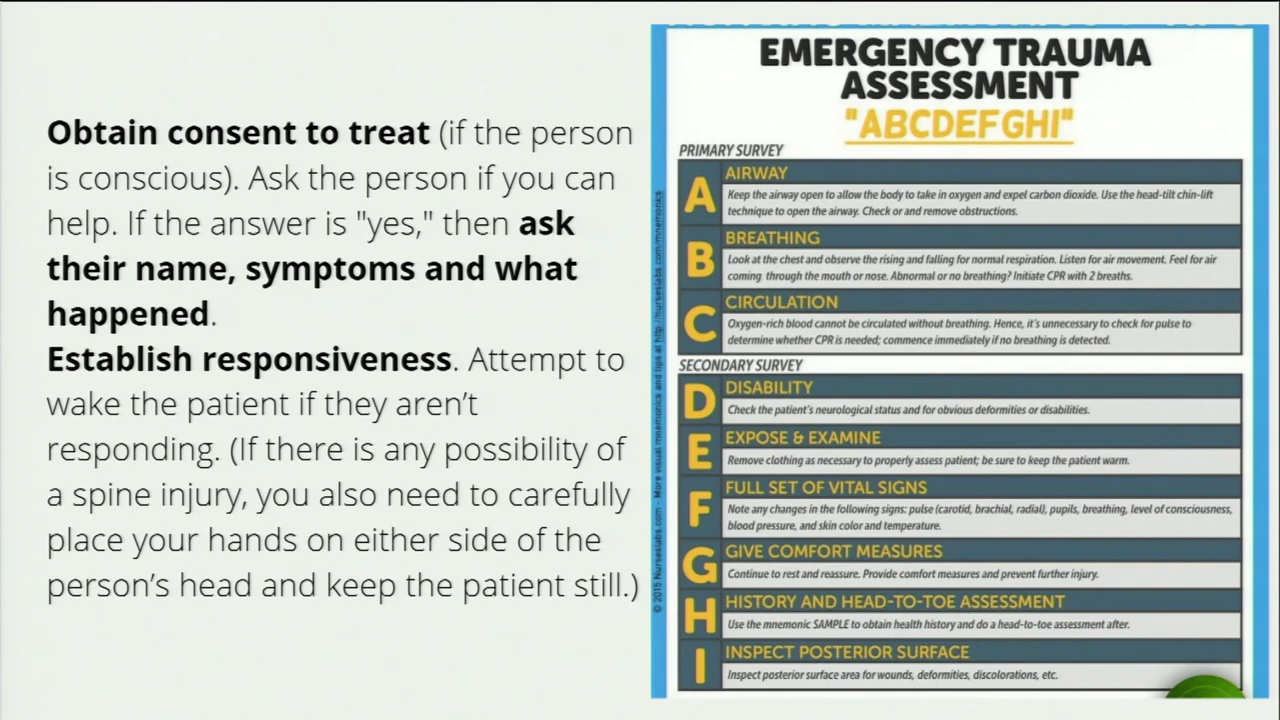 Obtain consent to treat (if the person
is conscious). Ask the person if you can
help. If the answer is "yes," then ask
their name, symptoms and what
happened.
Establish responsiveness. Attempt to
wake the patient if they aren’t
responding. (If there is any possibility of
a spine injury, you also need to carefully
place your hands on either side of the
person’s head and keep the patient still.)
EMERGENCY TRAUMA
ASSESSMENT
"ABCDEFGHI"
PRIMARY SURVEY
A
AIRWAY
Keep the airway open to allow the body to take in oxygen and expel carbon dioxide. Use the head-tilt chin-lift
technique to open the airway. Check or and remove obstructions.
B
BREATHING
Look at the chest and observe the rising and falling for normal respiration. Listen for air movement. Feel for air
coming through the mouth or nose. Abnormal or no breathing? Initiate CPR with 2 breaths.
C
CIRCULATION
Oxygen-rich blood cannot be circulated without breathing. Hence, it's unnecessary to check for pulse to
determine whether CPR is needed; commence immediately if no breathing is detected.
SECONDARY SURVEY
D
DISABILITY
Check the patient's neurological status and for obvious deformities or disabilities.
E
EXPOSE & EXAMINE
Remove clothing as necessary to properly assess patient; be sure to keep the patient warm.
F
FULL SET OF VITAL SIGNS
Note any changes in the following signs: pulse (carotid, brachial, radial), pupils, breathing, level of consciousness,
blood pressure, and skin color and temperature.
G
GIVE COMFORT MEASURES
Continue to rest and reassure. Provide comfort measures and prevent further injury.
H
HISTORY AND HEAD-TO-TOE ASSESSMENT
Use the mnemonic SAMPLE to obtain health history and do a head-to-toe assessment after.
I
INSPECT POSTERIOR SURFACE
Inspect posterior surface area for wounds, deformities, discolorations, etc.
© 2015 Nurseslabs.com - More visual mnemonics and tips at http://nurseslabs.com/mnemonics